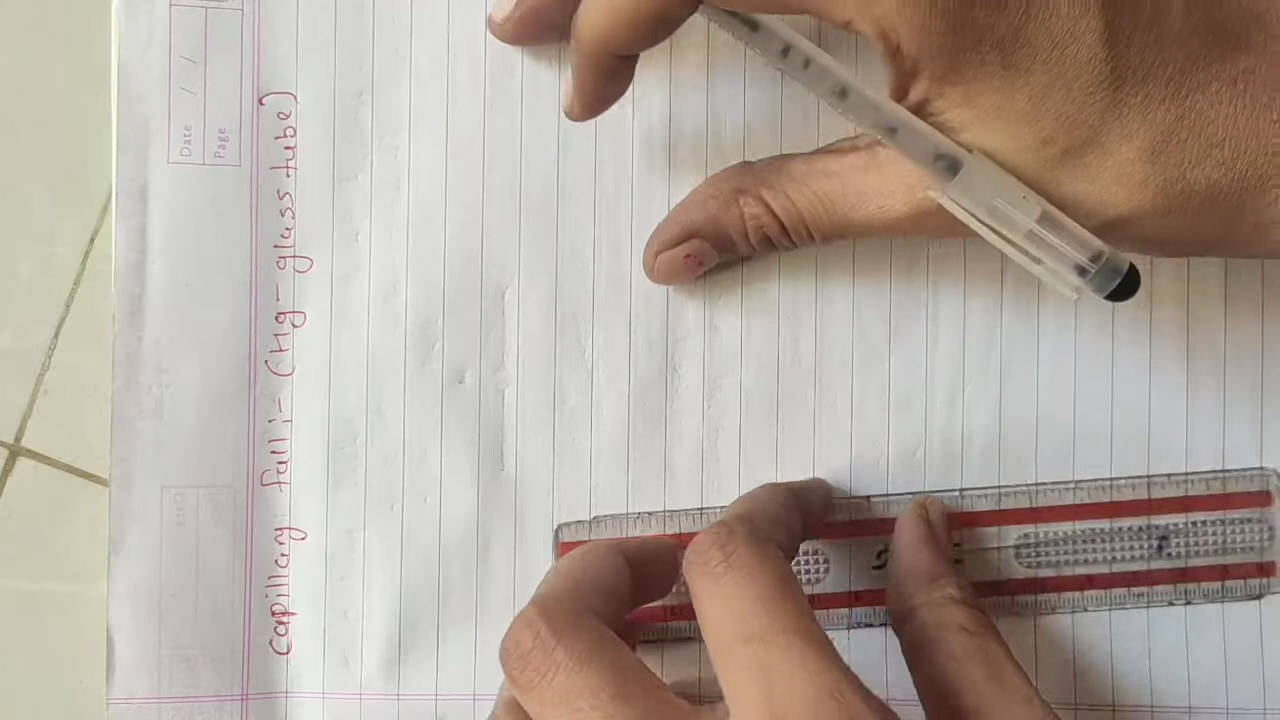 Date / /
Page
capillary fall :- (Hg - glass tube)